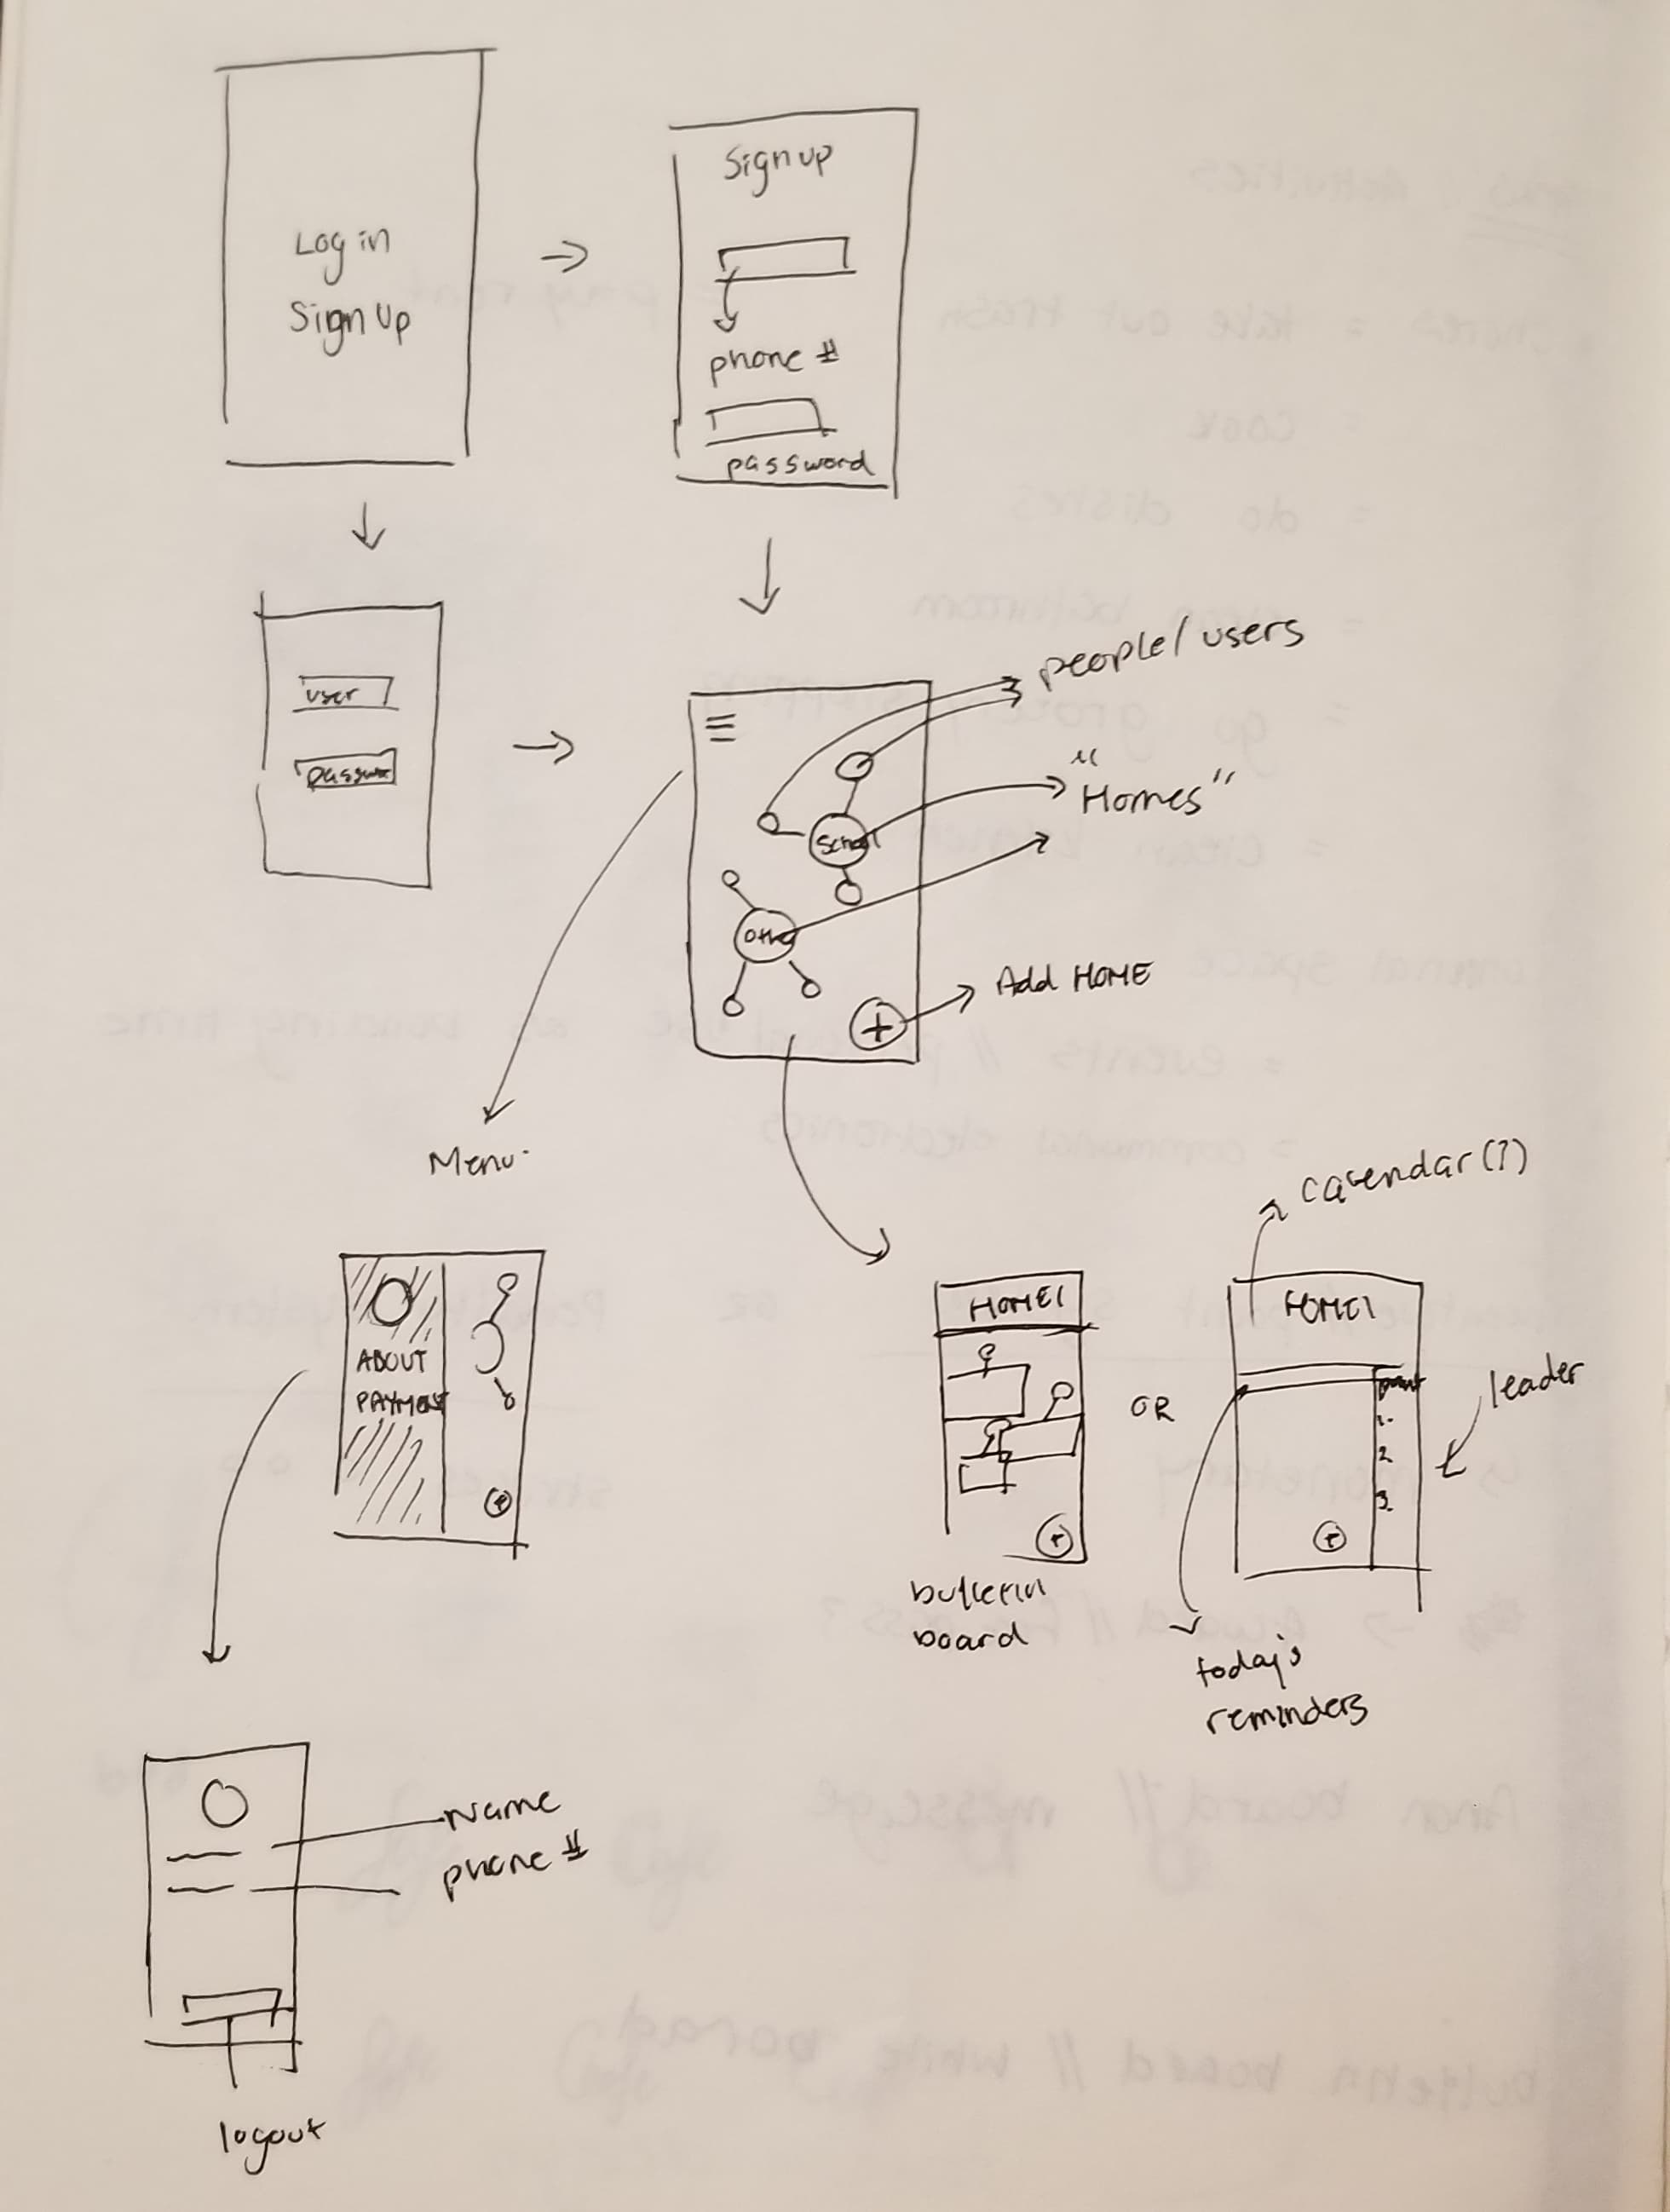 Log in
Sign Up
Sign up
phone #
password
user
people/users
"Homes"
School
Other
Add HOME
Menu
ABOUT
PAYMENT
calendar(?)
HOME1
HOME1
OR
1.
2.
3.
leader
bulletin
board
today's
reminders
Name
phone #
logout